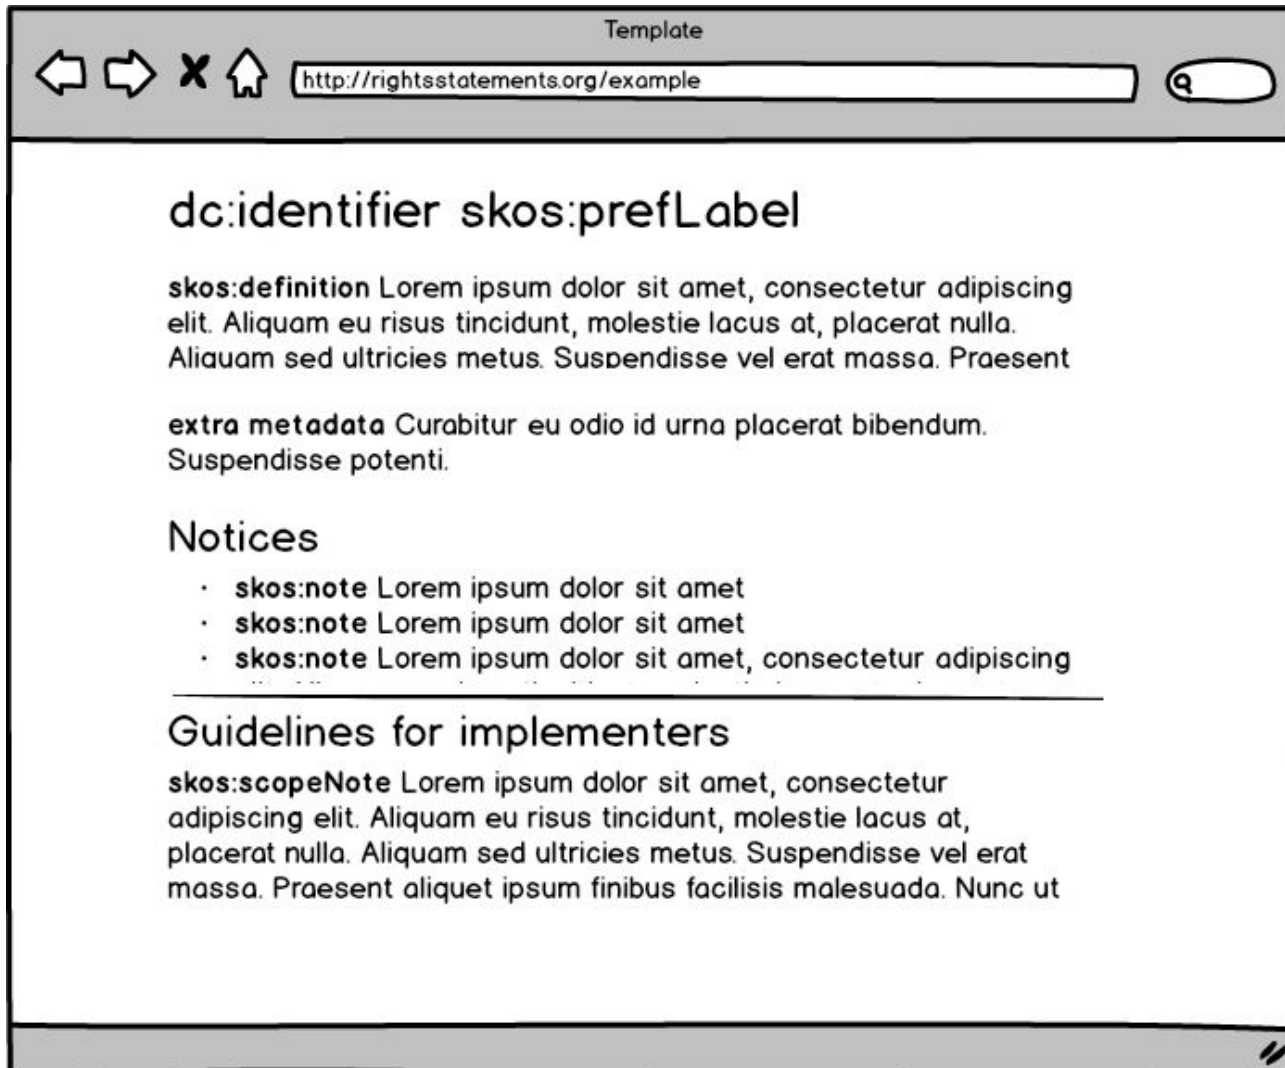 Template
http://rightsstatements.org/example
dc:identifier skos:prefLabel
skos:definition Lorem ipsum dolor sit amet, consectetur adipiscing
elit. Aliquam eu risus tincidunt, molestie lacus at, placerat nulla.
Aliquam sed ultricies metus. Suspendisse vel erat massa. Praesent
extra metadata Curabitur eu odio id urna placerat bibendum.
Suspendisse potenti.
Notices
· skos:note Lorem ipsum dolor sit amet
· skos:note Lorem ipsum dolor sit amet
· skos:note Lorem ipsum dolor sit amet, consectetur adipiscing
Guidelines for implementers
skos:scopeNote Lorem ipsum dolor sit amet, consectetur
adipiscing elit. Aliquam eu risus tincidunt, molestie lacus at,
placerat nulla. Aliquam sed ultricies metus. Suspendisse vel erat
massa. Praesent aliquet ipsum finibus facilisis malesuada. Nunc ut